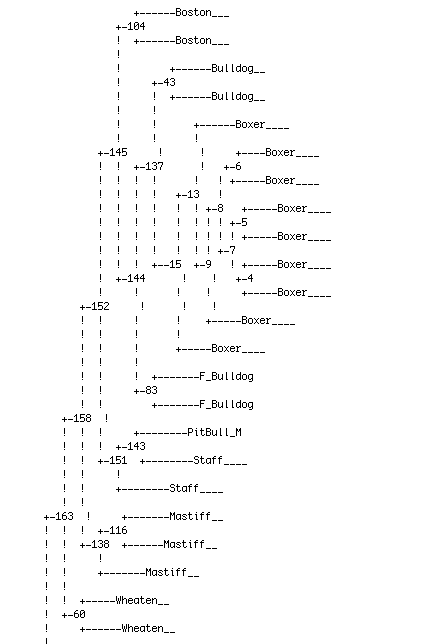 +------Boston___
+-104
!  +------Boston___
!
!        +------Bulldog__
!     +-43
!     !  +------Bulldog__
!     !
!     !      +------Boxer____
!     !      !
+-145     !      !     +----Boxer____
!  !  +-137      !   +-6
!  !  !  !      !  ! +-----Boxer____
!  !  !  !   +-13   !
!  !  !  !   !  ! +-8   +-----Boxer____
!  !  !  !   !  ! ! ! +-5
!  !  !  !   !  ! ! ! ! +-----Boxer____
!  !  !  !   !  ! ! +-7
!  !  !  +--15  +-9   ! +-----Boxer____
!  +-144      !    !   +-4
!     !      !    !    +-----Boxer____
+-152     !      !    !
!  !     !      !    +-----Boxer____
!  !     !      !
!  !     !      +-----Boxer____
!  !     !
!  !     !  +-------F_Bulldog
!  !     +-83
!  !        +-------F_Bulldog
+-158  !
!  !  !     +--------PitBull_M
!  !  !  +-143
!  !  +-151  +--------Staff____
!  !     !
!  !     +--------Staff____
!  !
+-163  !     +-------Mastiff__
!  !  !  +-116
!  !  +-138  +-------Mastiff__
!  !     !
!  !     +-------Mastiff__
!  !
!  !  +-----Wheaten__
!  +-60
!     +------Wheaten__
!